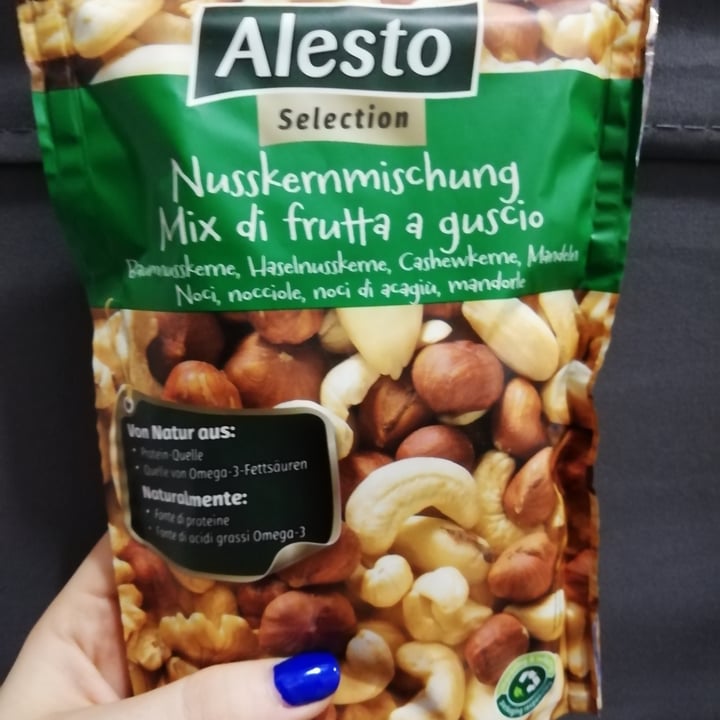 Alesto
Selection
Nusskernmischung
Mix di frutta a guscio
Baumnusskerne, Haselnusskerne, Cashewkerne, Mandeln
Noci, nocciole, noci di acagiù, mandorle
Von Natur aus:
• Protein-Quelle
• Quelle von Omega-3-Fettsäuren
Naturalmente:
• Fonte di proteine
• Fonte di acidi grassi Omega-3